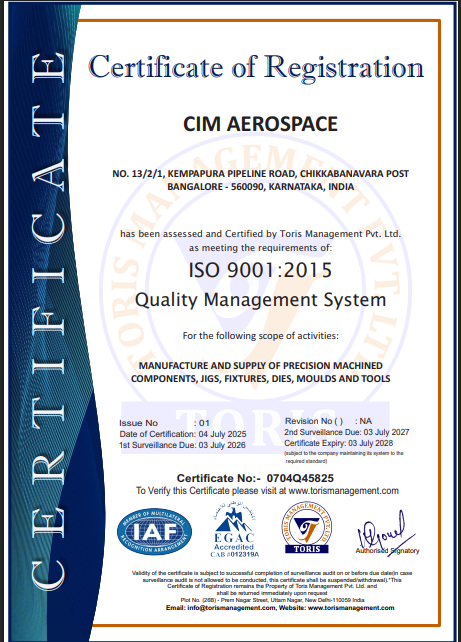 CERTIFICATE
Certificate of Registration
CIM AEROSPACE
NO. 13/2/1, KEMPAPURA PIPELINE ROAD, CHIKKABANAVARA POST
BANGALORE - 560090, KARNATAKA, INDIA
has been assessed and Certified by Toris Management Pvt. Ltd.
as meeting the requirements of:
ISO 9001:2015
Quality Management System
For the following scope of activities:
MANUFACTURE AND SUPPLY OF PRECISION MACHINED
COMPONENTS, JIGS, FIXTURES, DIES, MOULDS AND TOOLS
TORIS MANAGEMENT PVT LTD
TORIS
Issue No : 01
Date of Certification: 04 July 2025
1st Surveillance Due: 03 July 2026
Revision No ( ) : NA
2nd Surveillance Due: 03 July 2027
Certificate Expiry: 03 July 2028
(subject to the company maintaining its system to the
required standard)
Certificate No:- 0704Q45825
To Verify this Certificate please visit at www.torismanagement.com
MEMBER OF MULTILATERAL
IAF
RECOGNITION ARRANGEMENT
EGAC
Accredited
CAB :012319A
TORIS MANAGEMENT PVT LTD
TORIS
Authorised Signatory
Validity of the certificate is subject to successful completion of surveillance audit on or before due date(in case
surveillance audit is not allowed to be conducted, this certificate shall be suspended/withdrawal)."This
Certificate of Registration remains the Property of Toris Management Pvt. Ltd. and
shall be returned immediately upon request
Plot No. (26B) - Prem Nagar Street, Uttam Nagar, New Delhi-110059 India
Email: info@torismanagement.com, Website: www.torismanagement.com